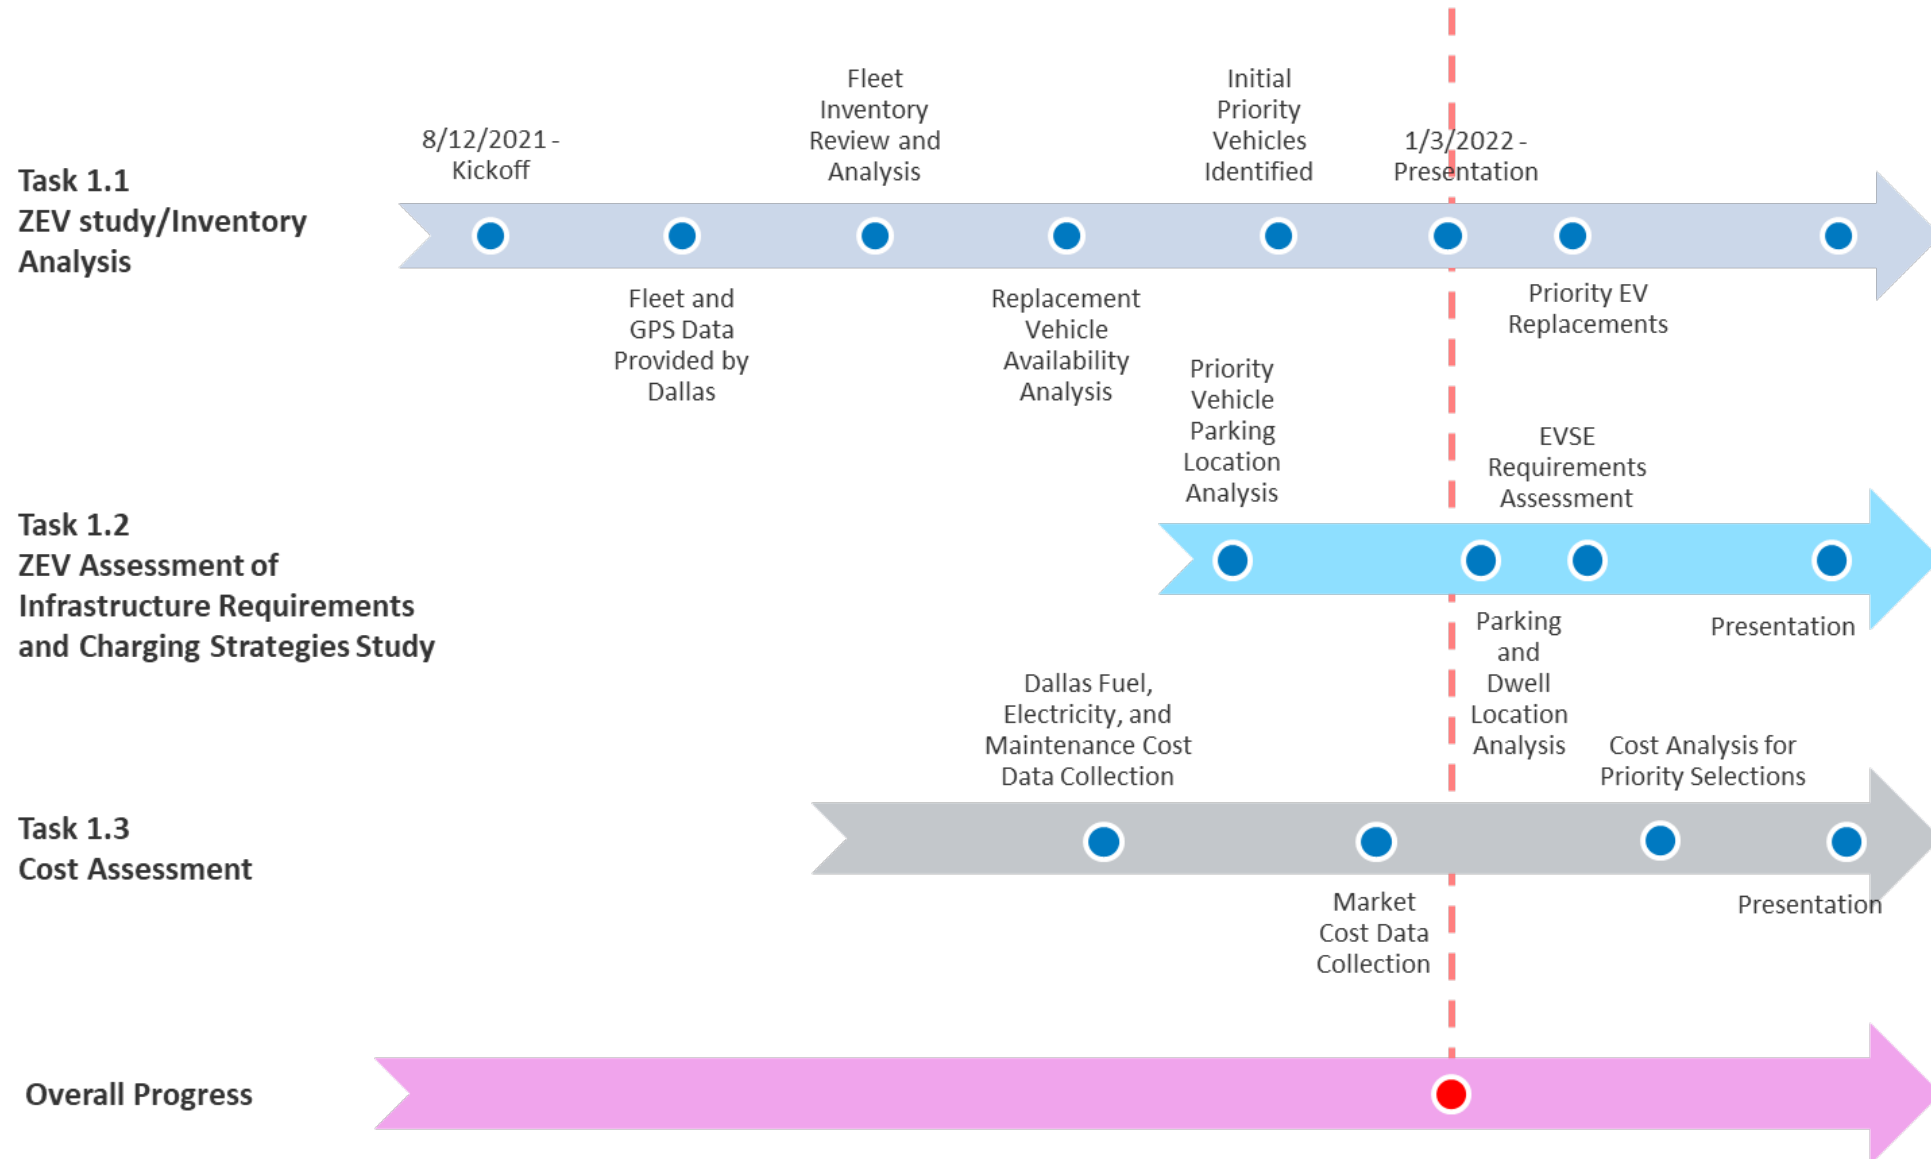 Task 1.1
ZEV study/Inventory
Analysis
8/12/2021 -
Kickoff
Fleet and
GPS Data
Provided by
Dallas
Fleet
Inventory
Review and
Analysis
Replacement
Vehicle
Availability
Analysis
Initial
Priority
Vehicles
Identified
1/3/2022 -
Presentation
Priority EV
Replacements
Task 1.2
ZEV Assessment of
Infrastructure Requirements
and Charging Strategies Study
Priority
Vehicle
Parking
Location
Analysis
Parking
and
Dwell
Location
Analysis
EVSE
Requirements
Assessment
Presentation
Task 1.3
Cost Assessment
Dallas Fuel,
Electricity, and
Maintenance Cost
Data Collection
Market
Cost Data
Collection
Cost Analysis for
Priority Selections
Presentation
Overall Progress